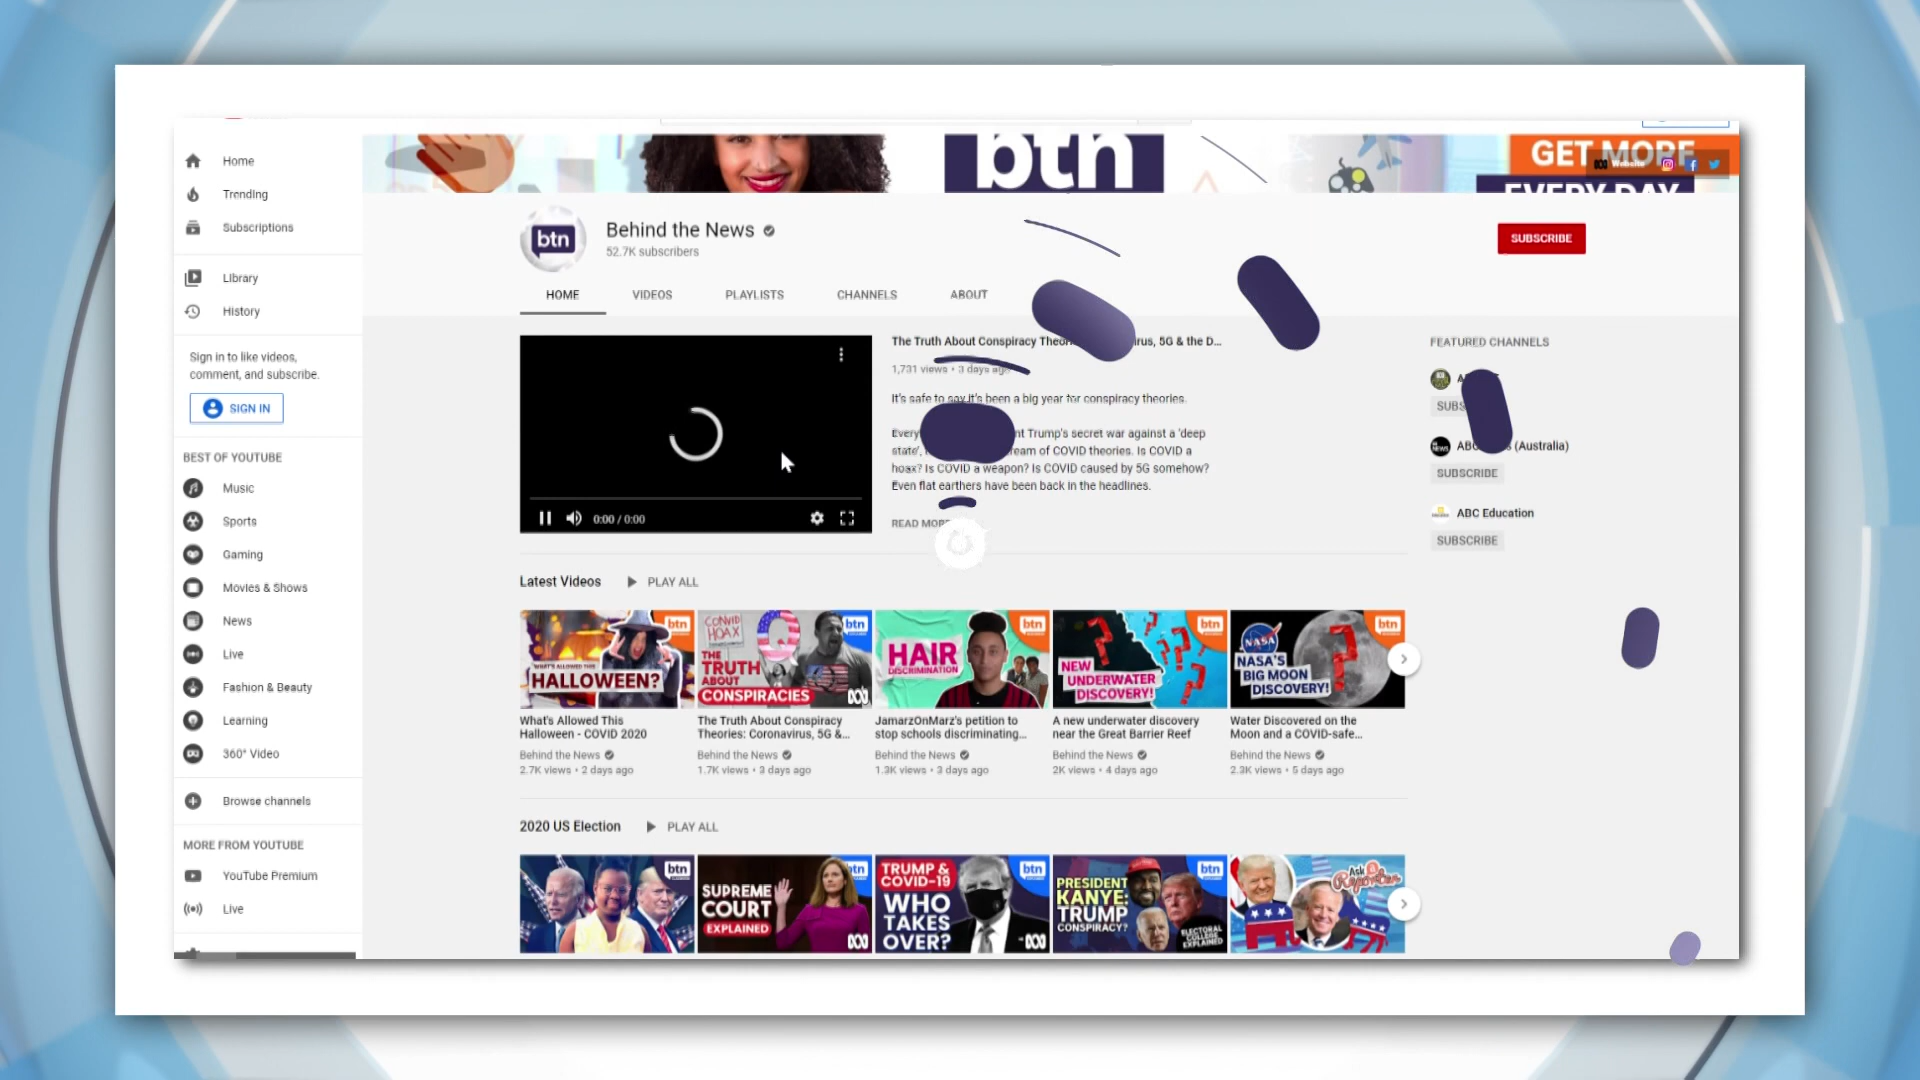 btn
GET MORE
Website
EVERY DAY
Home
Trending
Subscriptions
Library
History
Sign in to like videos,
comment, and subscribe.
SIGN IN
BEST OF YOUTUBE
Music
Sports
Gaming
Movies & Shows
News
Live
Fashion & Beauty
Learning
360° Video
Browse channels
MORE FROM YOUTUBE
YouTube Premium
Live
btn
Behind the News
52.7K subscribers
SUBSCRIBE
HOME
VIDEOS
PLAYLISTS
CHANNELS
ABOUT
0:00 / 0:00
The Truth About Conspiracy 5G & the D...
1,731 views • 3 days ago
It's safe to say it's been a big year for conspiracy theories.
Trump's secret war against a 'deep
state', of COVID theories. Is COVID a
hoax? Is COVID a weapon? Is COVID caused by 5G somehow?
Even flat earthers have been back in the headlines.
READ MORE
FEATURED CHANNELS
ABC (Australia)
SUBSCRIBE
ABC Education
SUBSCRIBE
Latest Videos
PLAY ALL
btn
WHAT'S ALLOWED THIS
HALLOWEEN?
What's Allowed This
Halloween - COVID 2020
Behind the News
2.7K views • 2 days ago
COVID
HOAX
Q
btn
THE
TRUTH
ABOUT
CONSPIRACIES
The Truth About Conspiracy
Theories: Coronavirus, 5G &...
Behind the News
1.7K views • 3 days ago
btn
HAIR
DISCRIMINATION
JamarzOnMarz's petition to
stop schools discriminating...
Behind the News
1.3K views • 3 days ago
btn
NEW
UNDERWATER
DISCOVERY!
A new underwater discovery
near the Great Barrier Reef
Behind the News
2K views • 4 days ago
btn
NASA
NASA'S
BIG MOON
DISCOVERY!
Water Discovered on the
Moon and a COVID-safe...
Behind the News
2.3K views • 5 days ago
2020 US Election
PLAY ALL
btn
btn
SUPREME
COURT
EXPLAINED
btn
TRUMP &
COVID-19
WHO
TAKES
OVER?
btn
PRESIDENT
KANYE:
TRUMP
CONSPIRACY?
ELECTORAL
COLLEGE
EXPLAINED
Ask A
Reporter